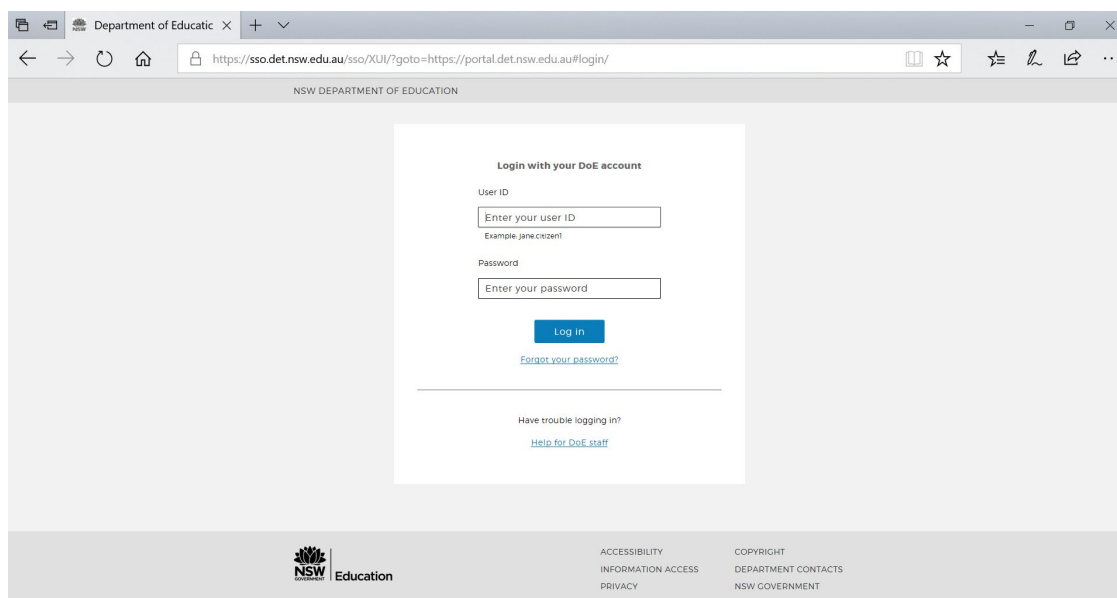 Department of Educatic
https://sso.det.nsw.edu.au/sso/XUI/?goto=https://portal.det.nsw.edu.au#login/
NSW DEPARTMENT OF EDUCATION
Login with your DoE account
User ID
Enter your user ID
Example: jane.citizen1
Password
Enter your password
Log in
Forgot your password?
Have trouble logging in?
Help for DoE staff
NSW
GOVERNMENT
Education
ACCESSIBILITY
INFORMATION ACCESS
PRIVACY
COPYRIGHT
DEPARTMENT CONTACTS
NSW GOVERNMENT